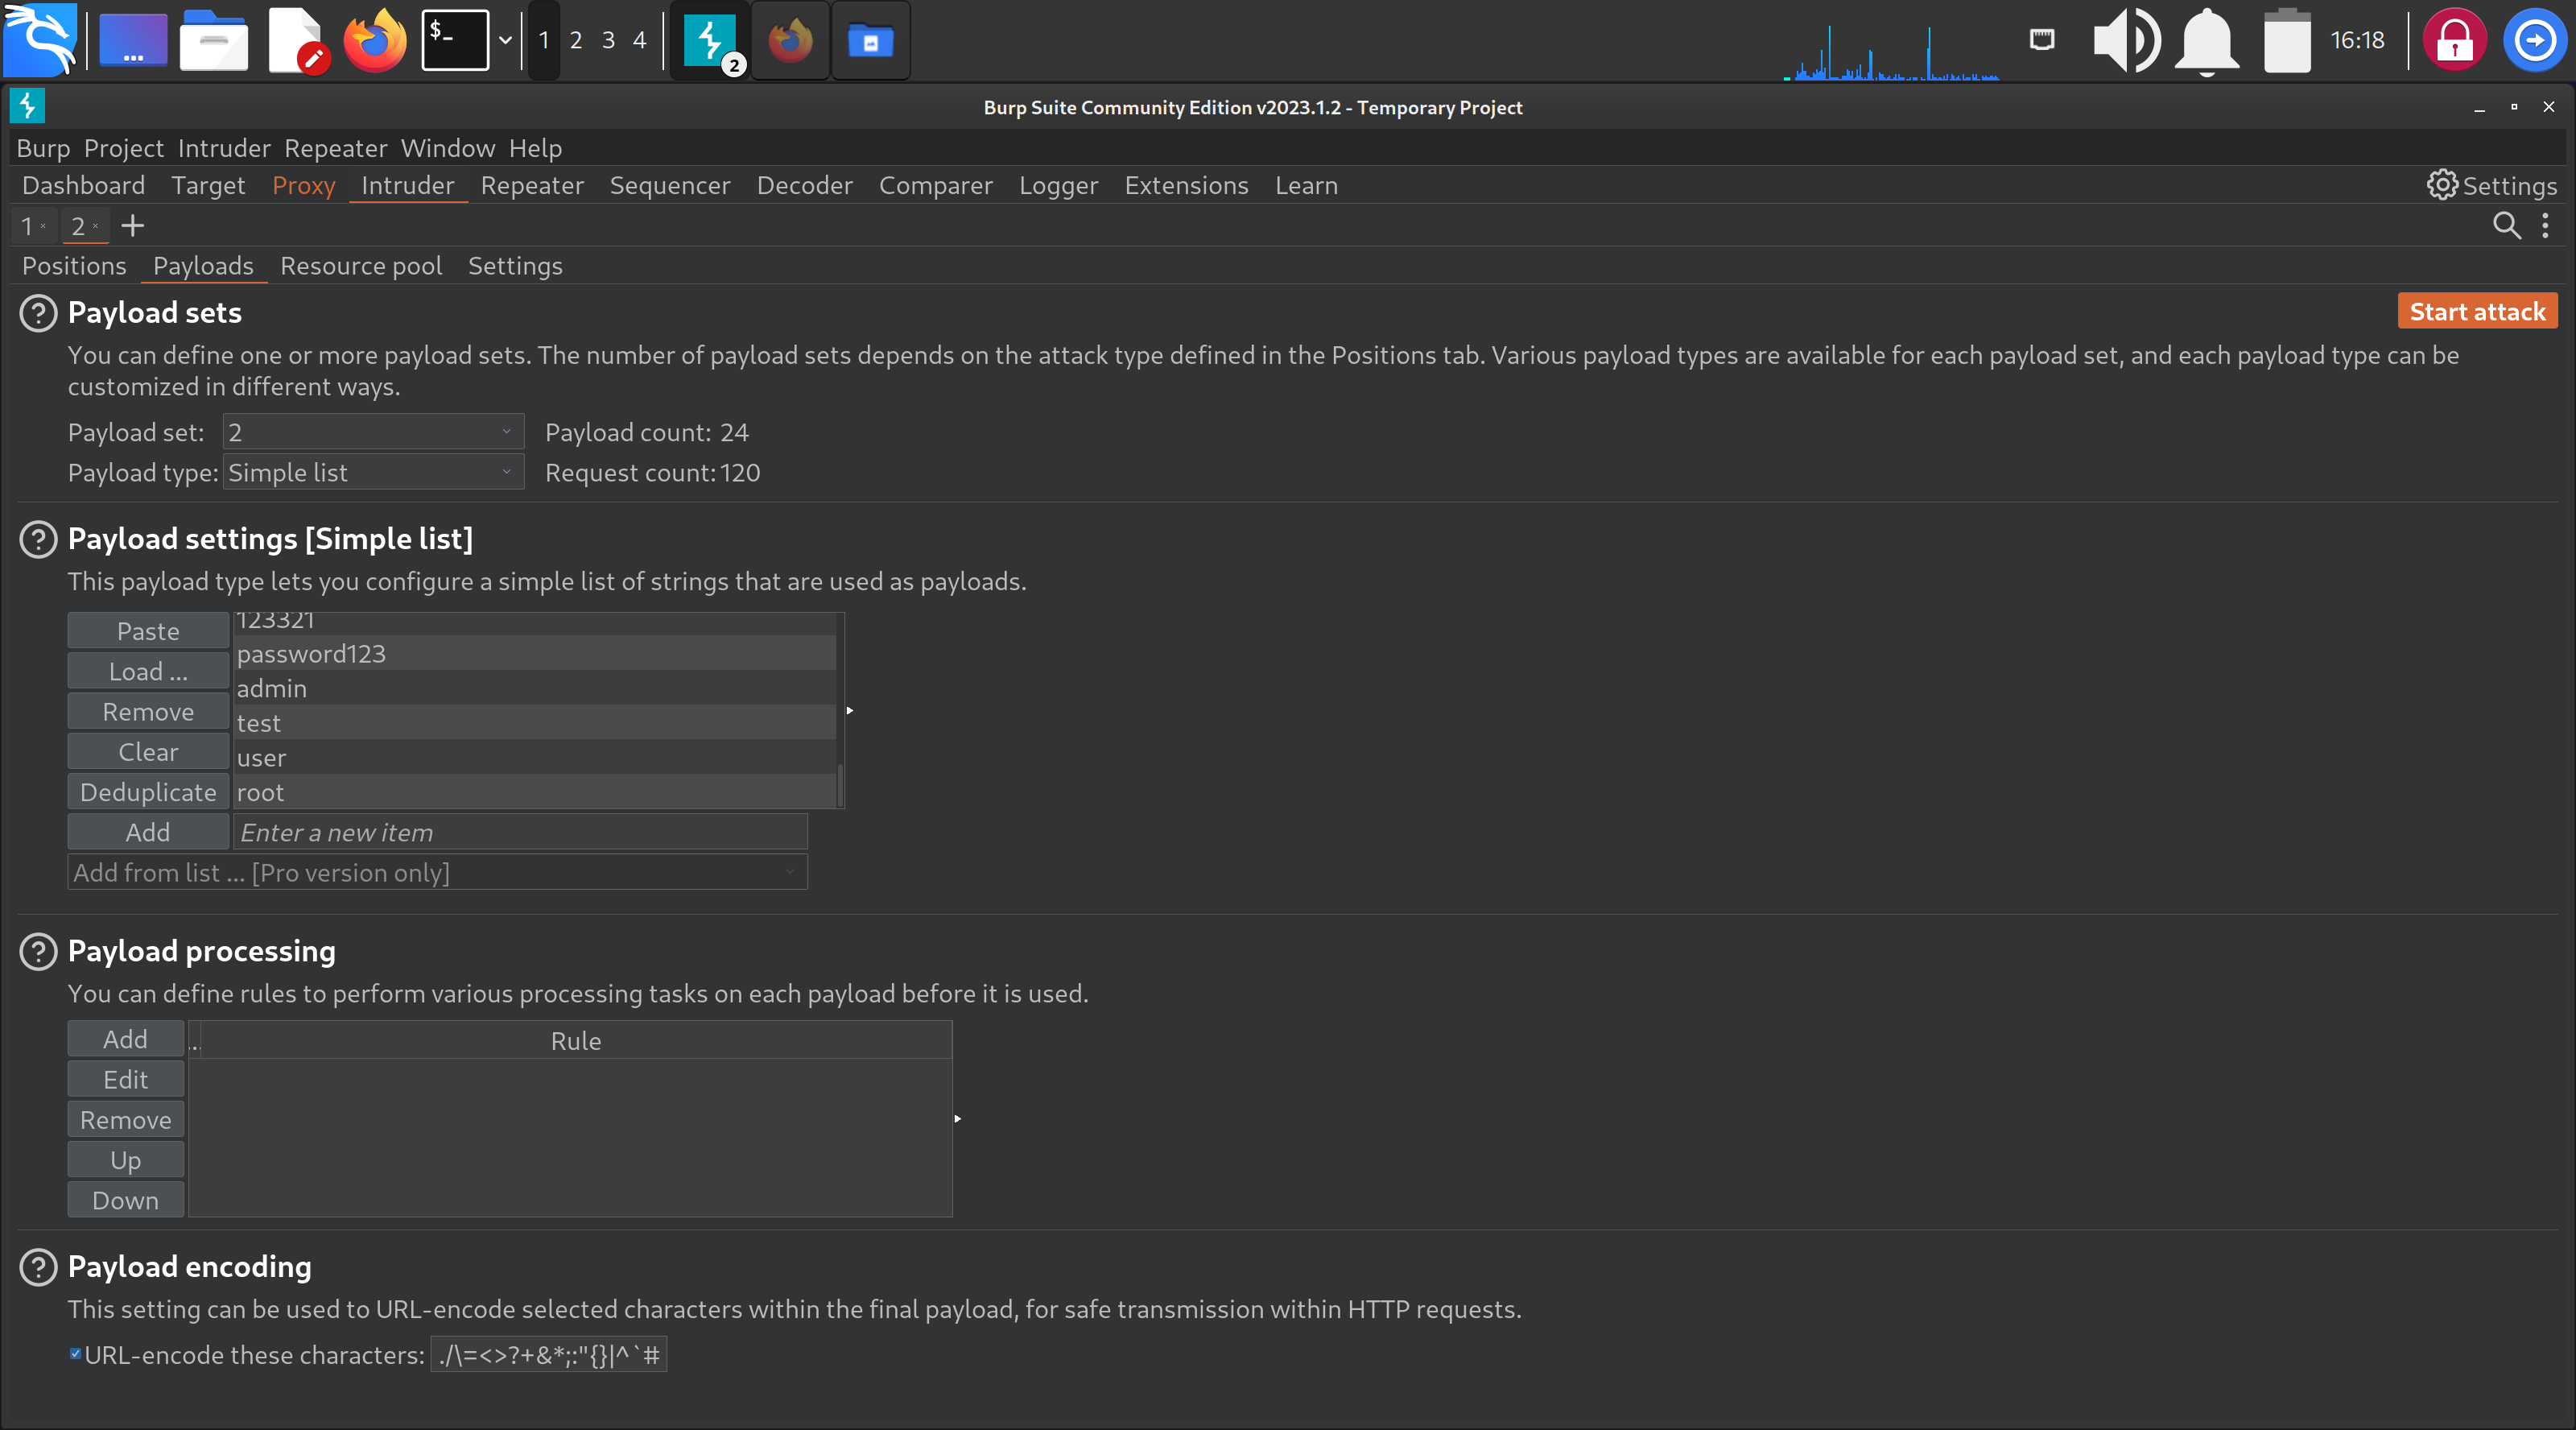 $_
1 2 3 4
2
16:18
Burp Suite Community Edition v2023.1.2 - Temporary Project
Burp Project Intruder Repeater Window Help
Dashboard Target Proxy Intruder Repeater Sequencer Decoder Comparer Logger Extensions Learn Settings
1 × 2 × +
Positions Payloads Resource pool Settings
Payload sets
Start attack
You can define one or more payload sets. The number of payload sets depends on the attack type defined in the Positions tab. Various payload types are available for each payload set, and each payload type can be
customized in different ways.
Payload set: 2 Payload count: 24
Payload type: Simple list Request count: 120
Payload settings [Simple list]
This payload type lets you configure a simple list of strings that are used as payloads.
Paste
Load ...
Remove
Clear
Deduplicate
123321
password123
admin
test
user
root
Add Enter a new item
Add from list ... [Pro version only]
Payload processing
You can define rules to perform various processing tasks on each payload before it is used.
Add
Edit
Remove
Up
Down
... Rule
Payload encoding
This setting can be used to URL-encode selected characters within the final payload, for safe transmission within HTTP requests.
URL-encode these characters: ./\=<>?+&*;:"{}|^`#